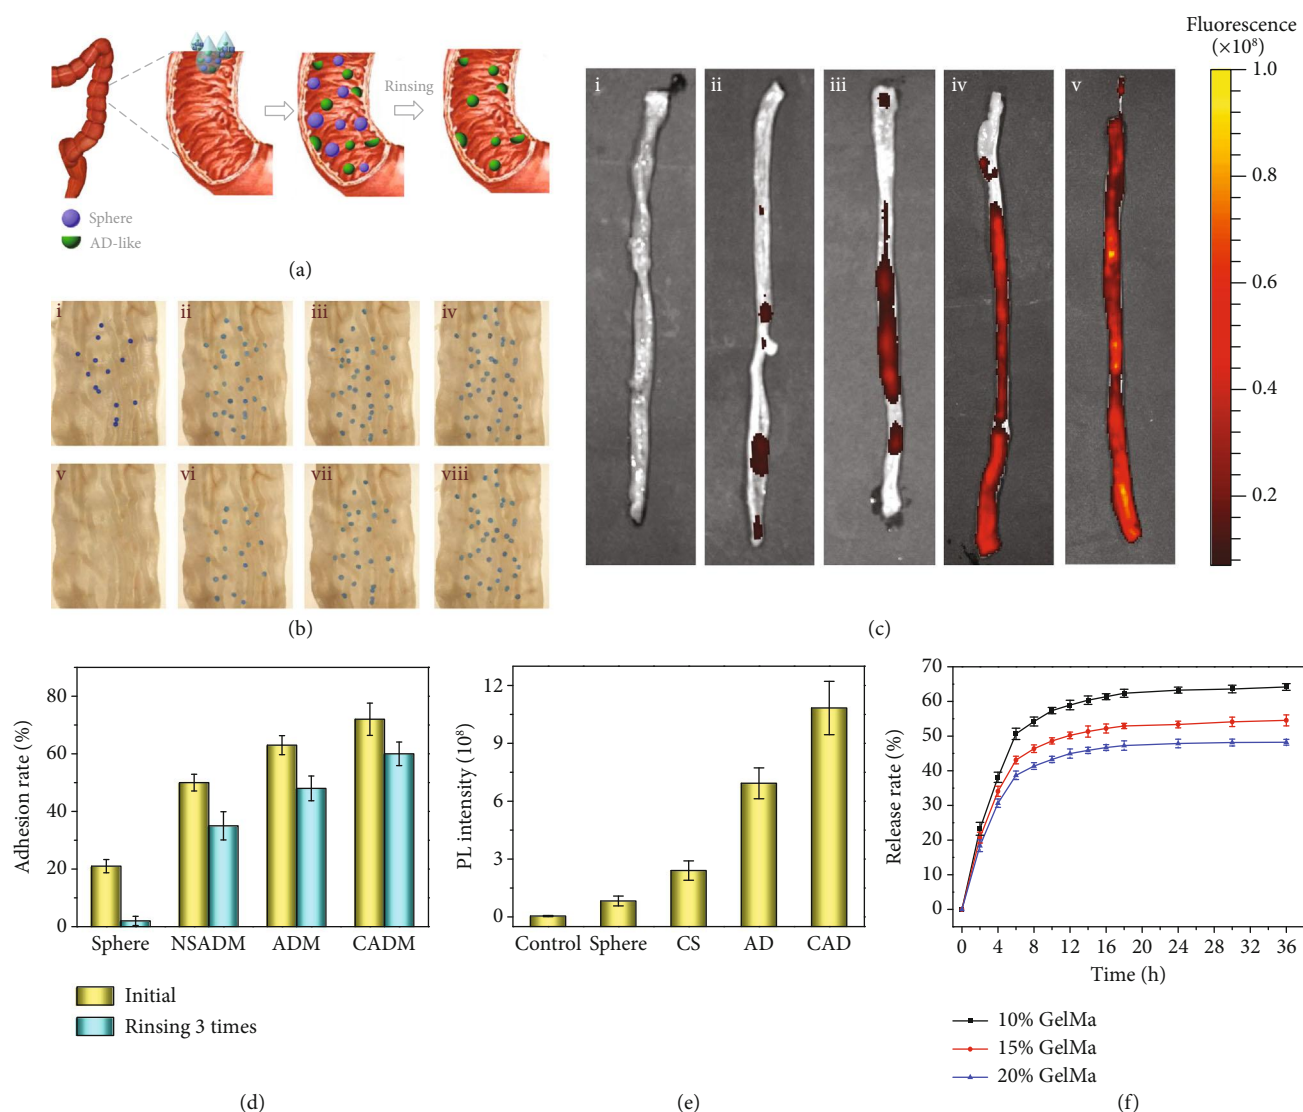 (a)
Rinsing
Sphere
AD-like
i
ii
iii
iv
v
vi
vii
viii
(b)
i
ii
iii
iv
v
Fluorescence
(×10⁸)
1.0
0.8
0.6
0.4
0.2
(c)
Adhesion rate (%)
80
60
40
20
0
Sphere NSADM ADM CADM
Initial
Rinsing 3 times
(d)
PL intensity (10⁸)
12
9
6
3
0
Control Sphere CS AD CAD
(e)
Release rate (%)
70
60
50
40
30
20
10
0
0 4 8 12 16 20 24 28 32 36
Time (h)
10% GelMa
15% GelMa
20% GelMa
(f)